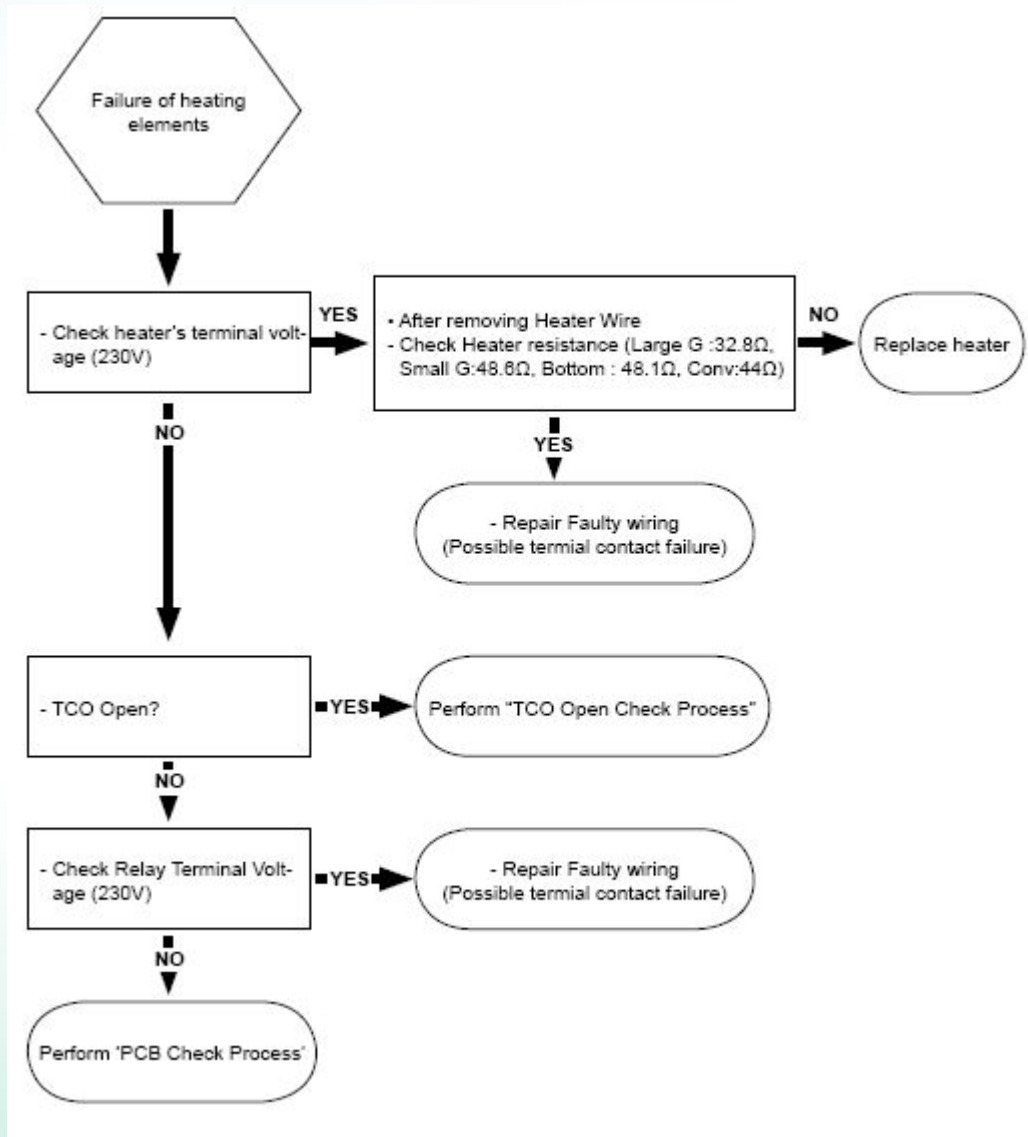 Failure of heating
elements
- Check heater's terminal volt-
age (230V)
YES
• After removing Heater Wire
- Check Heater resistance (Large G :32.8Ω,
Small G:48.6Ω, Bottom : 48.1Ω, Conv:44Ω)
NO
Replace heater
NO
YES
- Repair Faulty wiring
(Possible termial contact failure)
- TCO Open?
YES
Perform "TCO Open Check Process"
NO
- Check Relay Terminal Volt-
age (230V)
YES
- Repair Faulty wiring
(Possible termial contact failure)
NO
Perform 'PCB Check Process'